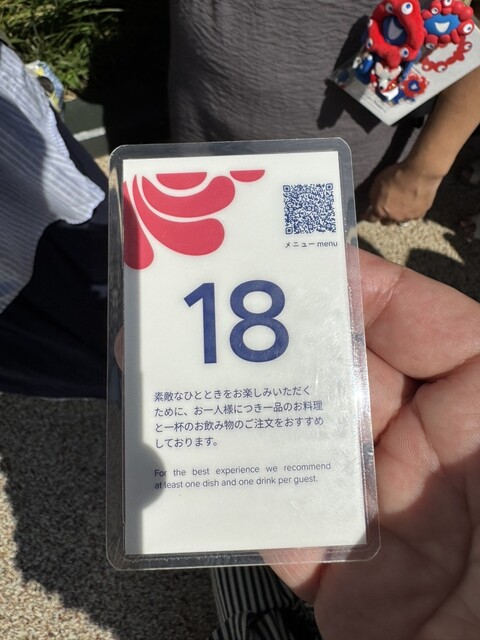 メニュー menu
18
素敵なひとときをお楽しみいただく
ために、お一人様につき一品のお料理
と一杯のお飲み物のご注文をおすすめ
しております。
For the best experience we recommend
at least one dish and one drink per guest.